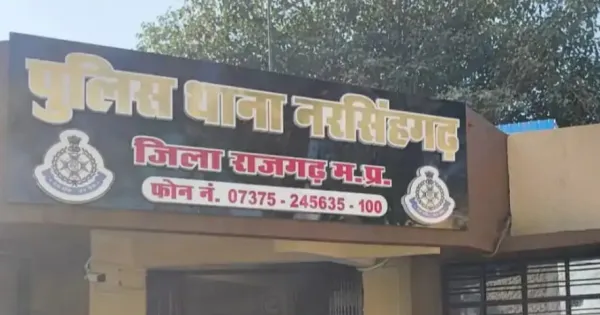 पुलिस थाना नरसिंहगढ़
जिला राजगढ़ म.प्र.
फोन नं. 07375 - 245635 - 100